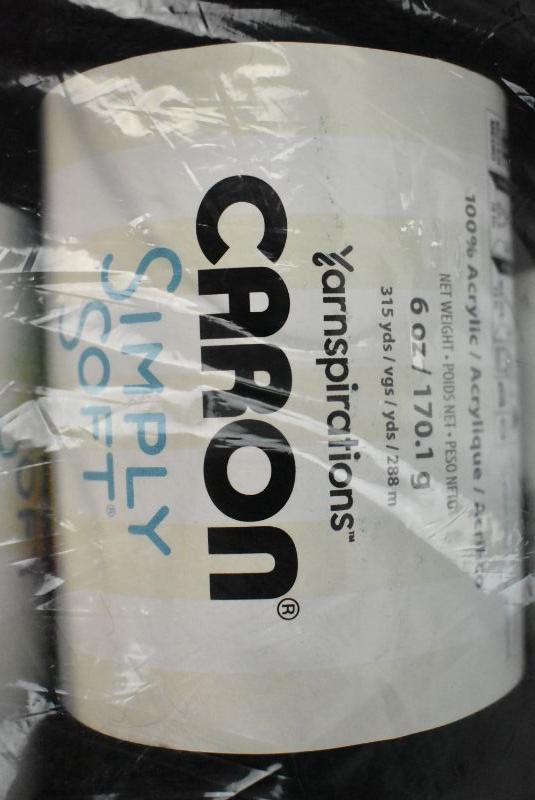 100% Acrylic / Acrylique / Acrílico
NET WEIGHT • POIDS NET • PESO NETO
6 oz / 170.1 g
315 yds / vgs / yds / 288 m
Yarnspirations™
CARON®
SIMPLY
SOFT®